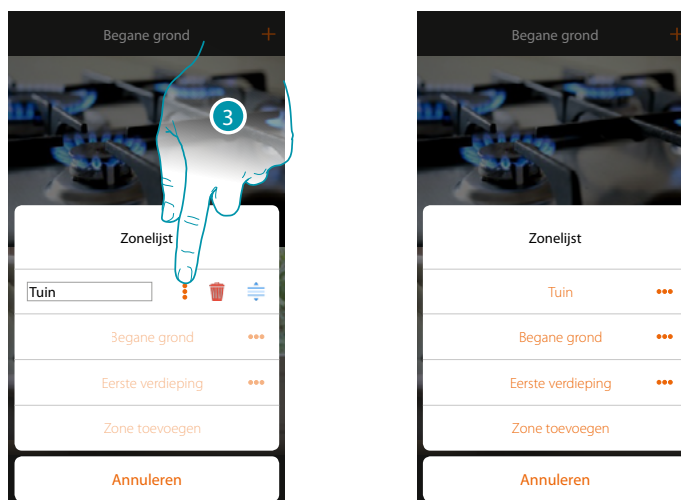 Begane grond +
3
Zonelijst
Tuin
Begane grond
Eerste verdieping
Zone toevoegen
Annuleren
Begane grond +
Zonelijst
Tuin
Begane grond
Eerste verdieping
Zone toevoegen
Annuleren